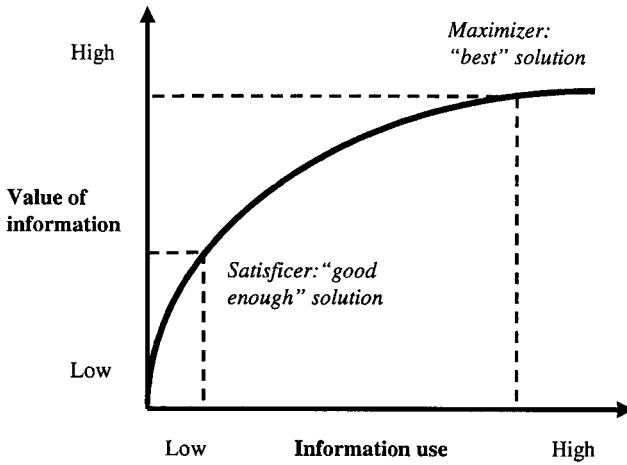 High
Maximizer:
“best” solution
Value of
information
Satisficer: “good
enough” solution
Low
Low
Information use
High